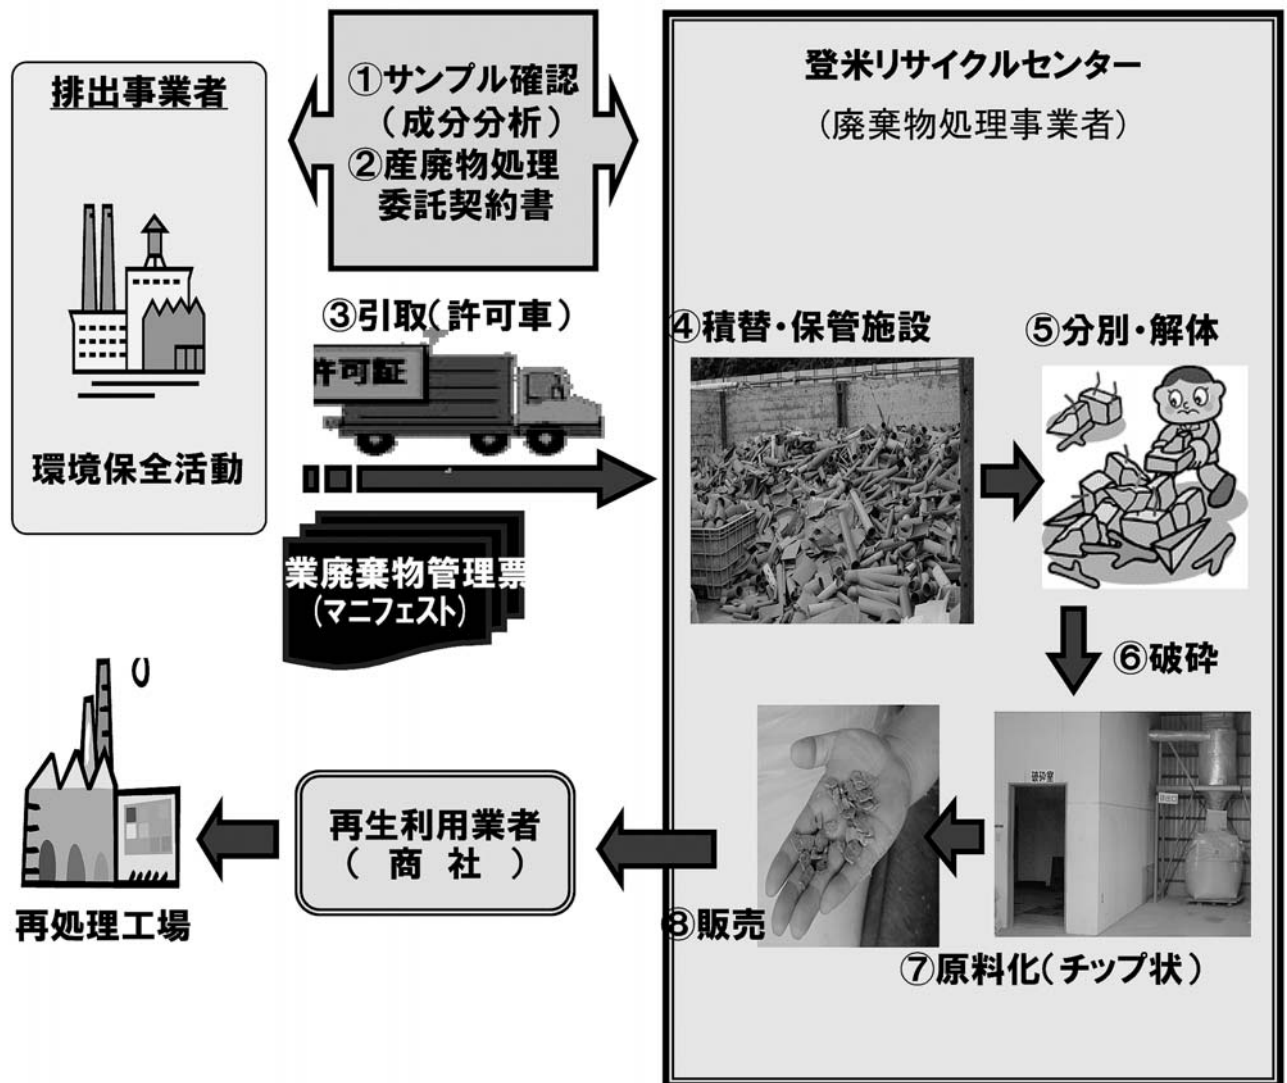 排出事業者
環境保全活動
①サンプル確認
(成分分析)
②産廃物処理
委託契約書
③引取(許可車)
許可証
業廃棄物管理票
(マニフェスト)
登米リサイクルセンター
(廃棄物処理事業者)
④積替・保管施設
⑤分別・解体
⑥破砕
破砕室
⑦原料化(チップ状)
⑧販売
再生利用業者
(商社)
再処理工場